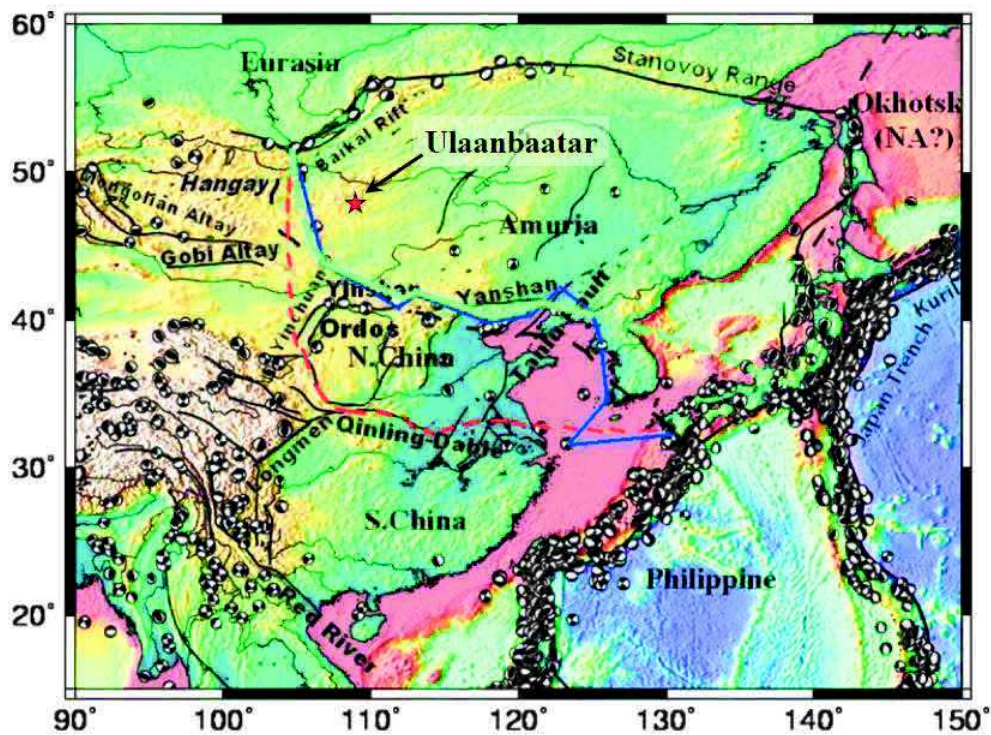 60°
50°
40°
30°
20°
Eurasia
Stanovoy Range
Okhotsk
(NA?)
Baikal Rift
Ulaanbaatar
Hangay
Mongolian Altay
Gobi Altay
Amuria
Yinshan
Yanshan
Yinchuan
Ordos
N.China
Tanlu Fault
Kuril
Japan Trench
Qinling-Dabie
Longmen
S.China
Philippine
Red River
90°
100°
110°
120°
130°
140°
150°